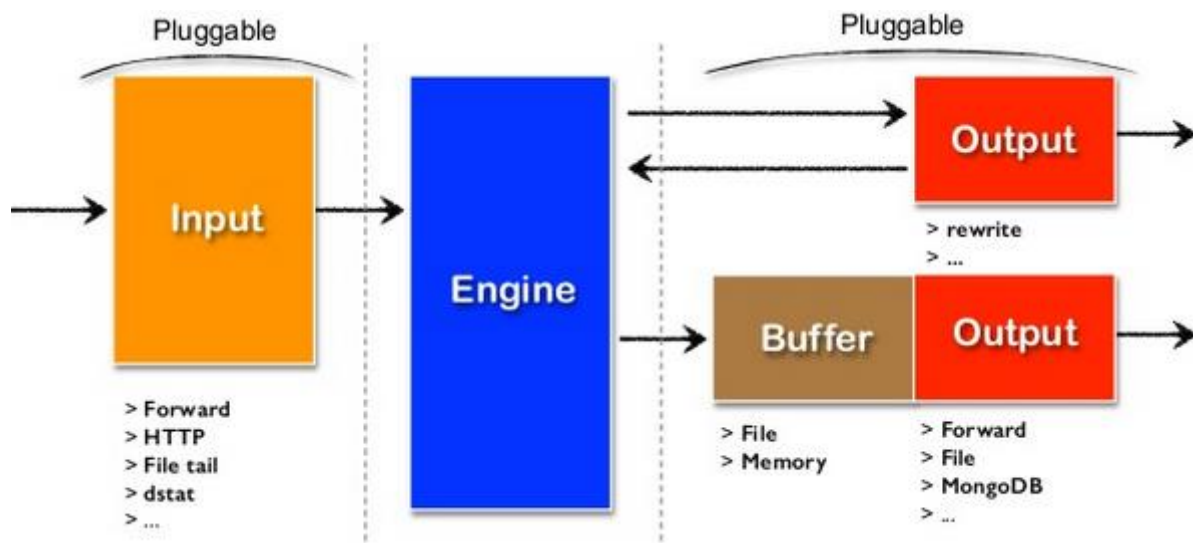 Pluggable
Pluggable
Input
Engine
Output
> rewrite
> ...
Buffer
Output
> Forward
> HTTP
> File tail
> dstat
> ...
> File
> Memory
> Forward
> File
> MongoDB
> ...